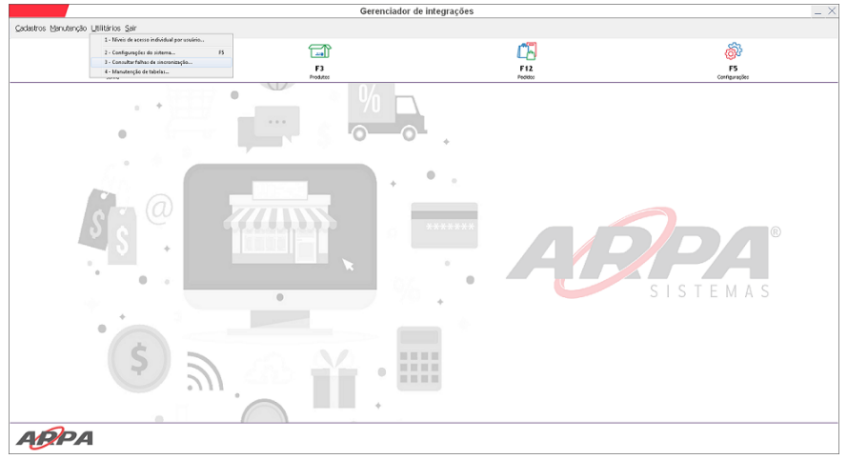 Gerenciador de integrações
Cadastros Manutenção Utilitários Sair
1 - Níveis de acesso individual por usuário...
2 - Configurações do sistema... F5
3 - Consultar falhas de sincronização...
4 - Manutenção de tabelas...
F3
Produtos
F12
Pedidos
F5
Configurações
%
@
$
$
%
$
ARPA®
SISTEMAS
ARPA